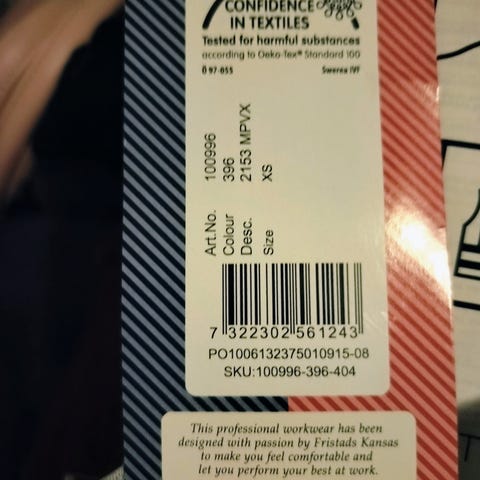 CONFIDENCE
IN TEXTILES
Tested for harmful substances
according to Oeko-Tex® Standard 100
Swerea IVF
Art.No. 100996
Colour 396
Desc. 2153 MPVX
Size XS
7 322302 561243
PO1006132375010915-08
SKU:100996-396-404
This professional workwear has been
designed with passion by Fristads Kansas
to make you feel comfortable and
let you perform your best at work.